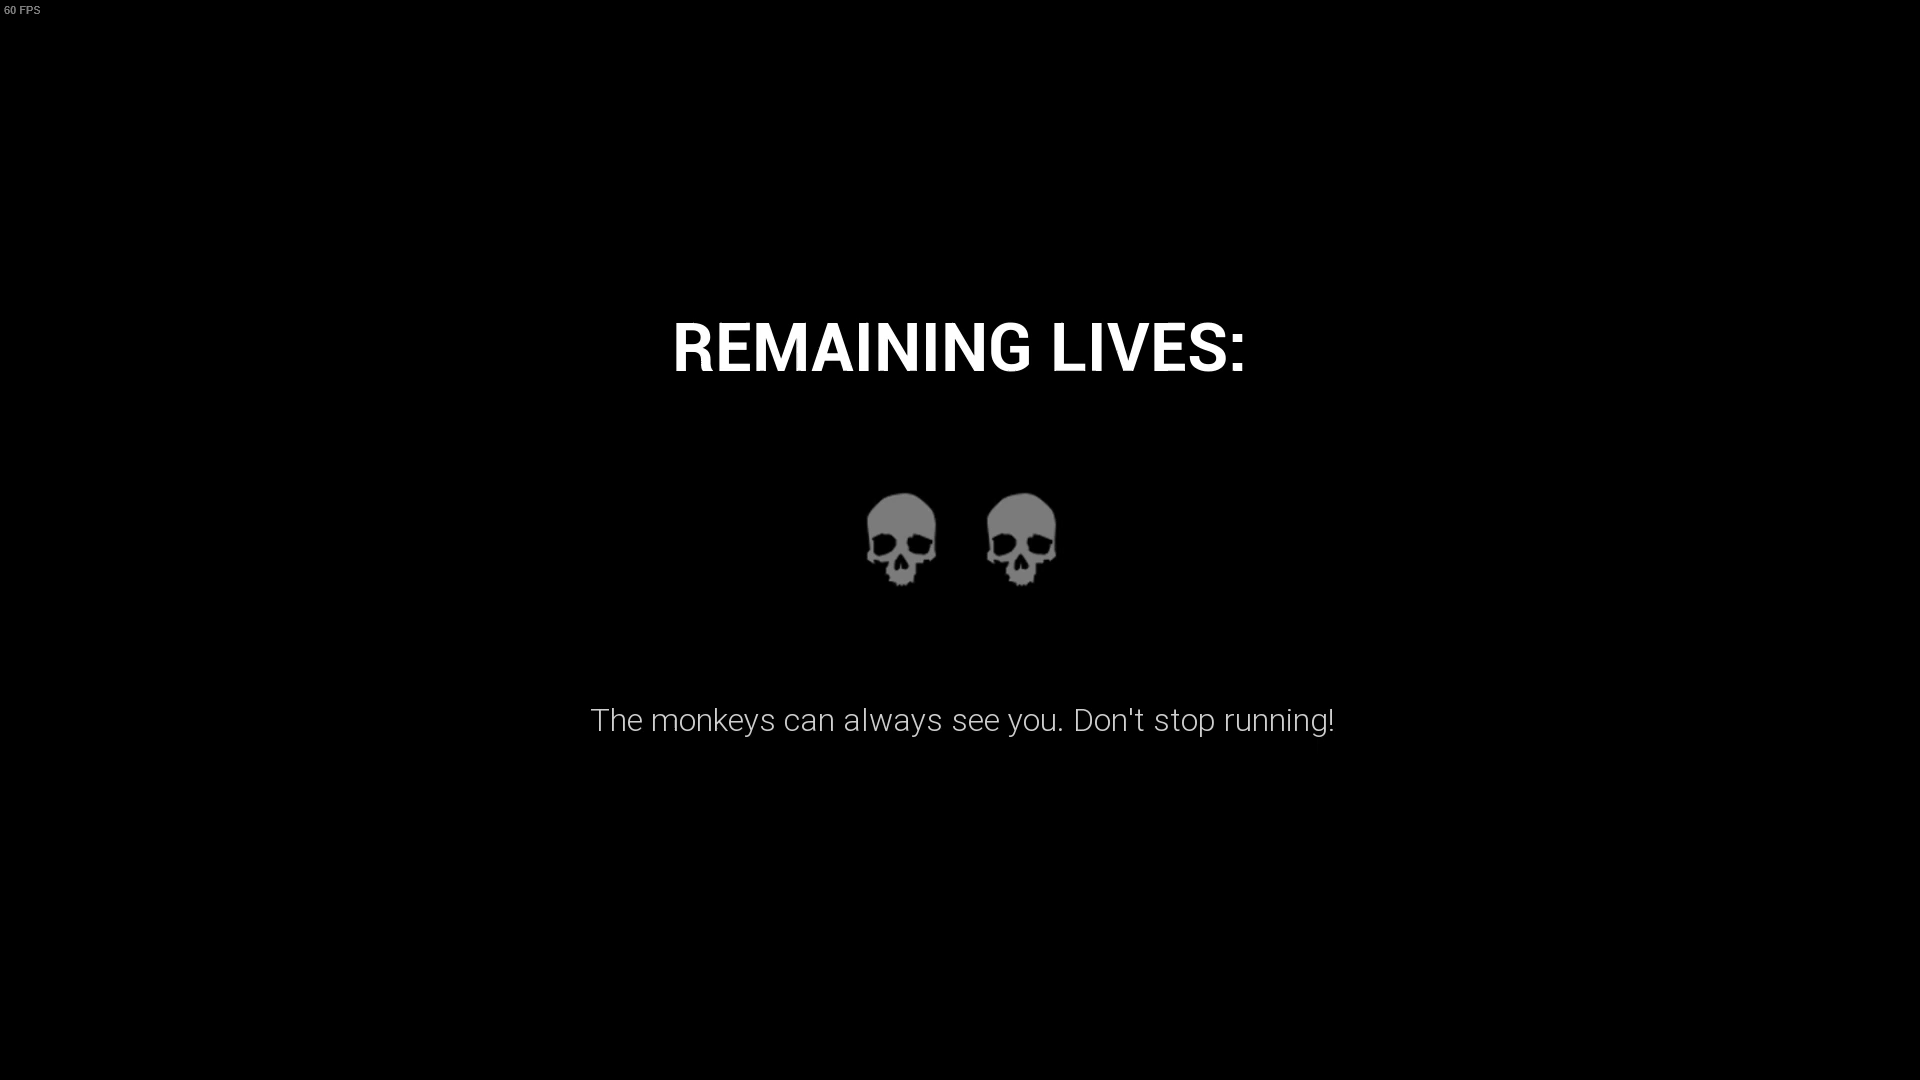 60 FPS
REMAINING LIVES:
The monkeys can always see you. Don't stop running!